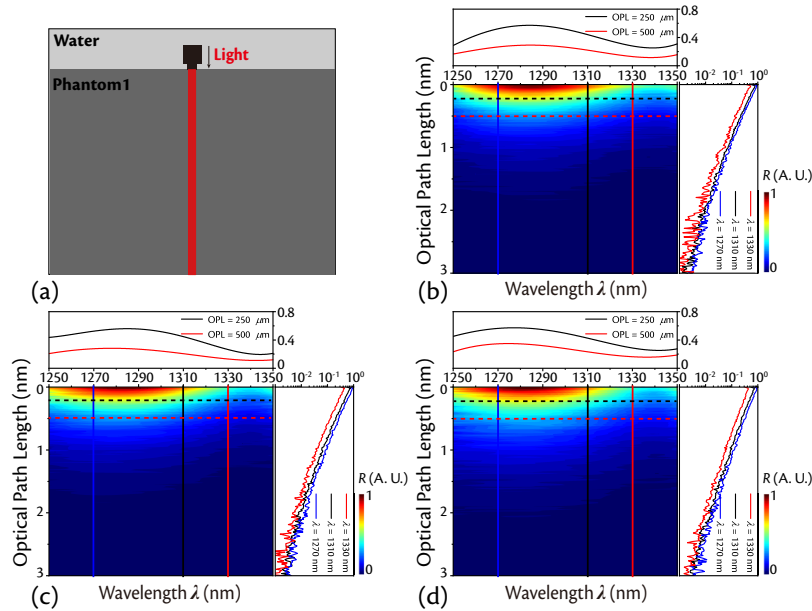 Water
Light
Phantom1
(a)
OPL = 250 μm
OPL = 500 μm
0.8
0.4
0
1250 1270 1290 1310 1330 1350
10⁻² 10⁻¹ 10⁰
0
1
2
3
Optical Path Length (nm)
Wavelength λ (nm)
R (A. U.)
1
0
λ = 1270 nm
λ = 1310 nm
λ = 1330 nm
(b)
OPL = 250 μm
OPL = 500 μm
0.8
0.4
0
1250 1270 1290 1310 1330 1350
10⁻² 10⁻¹ 10⁰
0
1
2
3
Optical Path Length (nm)
Wavelength λ (nm)
R (A. U.)
1
0
λ = 1270 nm
λ = 1310 nm
λ = 1330 nm
(c)
OPL = 250 μm
OPL = 500 μm
0.8
0.4
0
1250 1270 1290 1310 1330 1350
10⁻² 10⁻¹ 10⁰
0
1
2
3
Optical Path Length (nm)
Wavelength λ (nm)
R (A. U.)
1
0
λ = 1270 nm
λ = 1310 nm
λ = 1330 nm
(d)